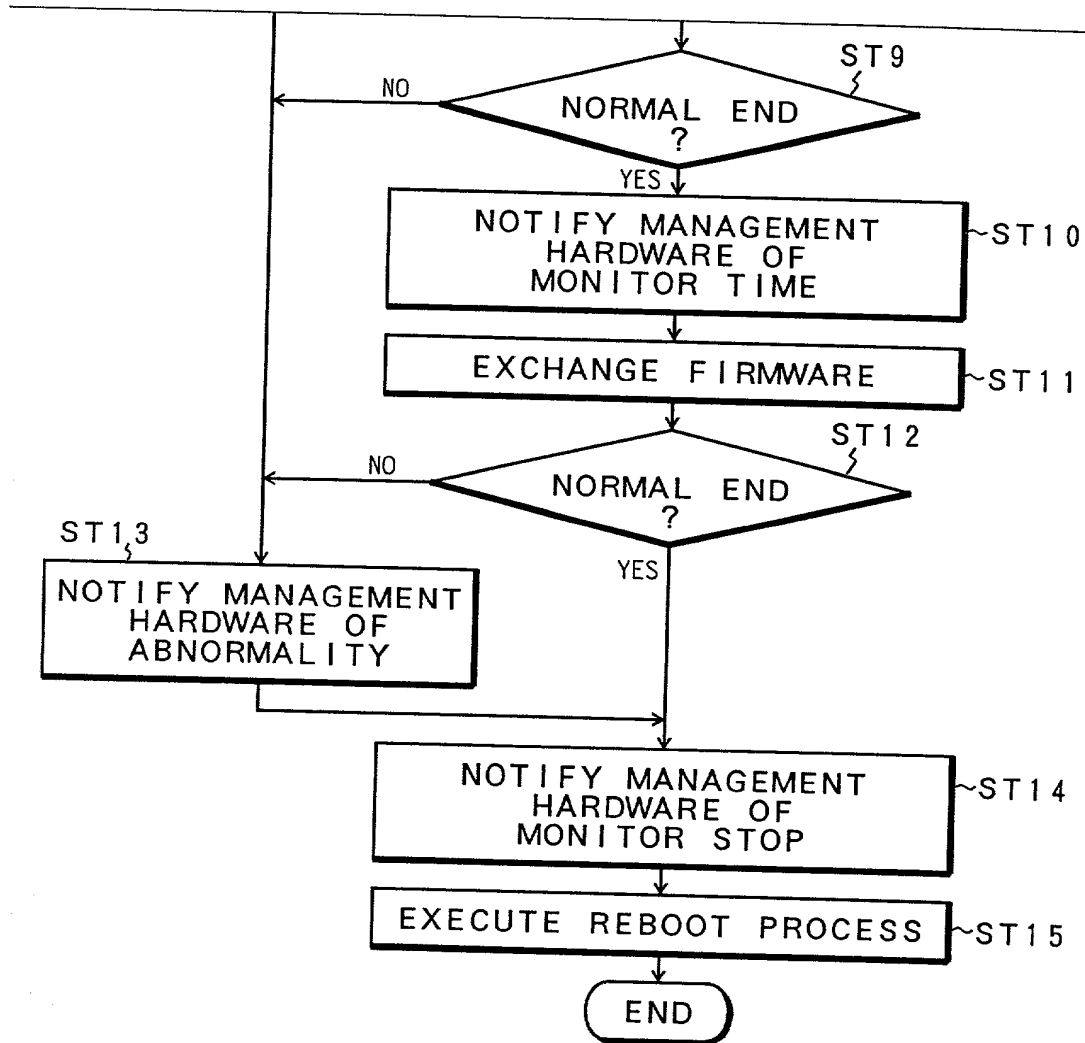 ST9
NO
NORMAL END
?
YES
NOTIFY MANAGEMENT
HARDWARE OF
MONITOR TIME
ST10
EXCHANGE FIRMWARE
ST11
ST12
NO
NORMAL END
?
YES
ST13
NOTIFY MANAGEMENT
HARDWARE OF
ABNORMALITY
NOTIFY MANAGEMENT
HARDWARE OF
MONITOR STOP
ST14
EXECUTE REBOOT PROCESS
ST15
END